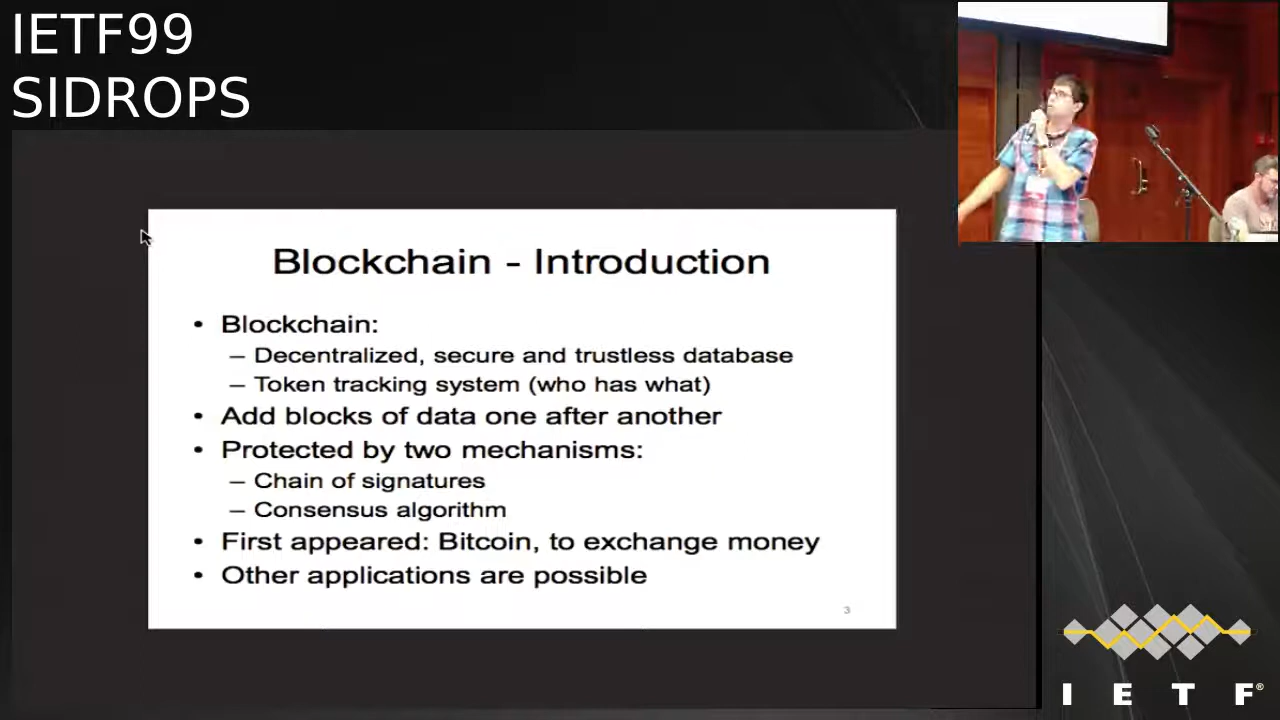 IETF99
SIDROPS
Blockchain - Introduction
• Blockchain:
– Decentralized, secure and trustless database
– Token tracking system (who has what)
• Add blocks of data one after another
• Protected by two mechanisms:
– Chain of signatures
– Consensus algorithm
• First appeared: Bitcoin, to exchange money
• Other applications are possible
3
I E T F®